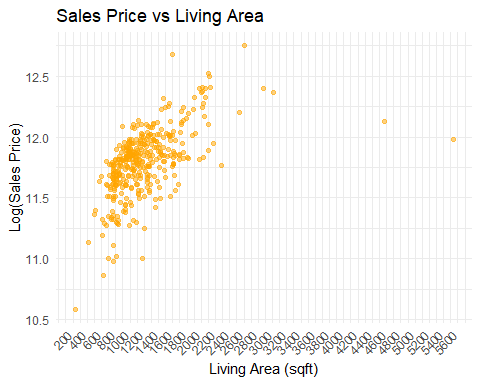 Sales Price vs Living Area
Log(Sales Price)
12.5
12.0
11.5
11.0
10.5
200 400 600 800 1000 1200 1400 1600 1800 2000 2200 2400 2600 2800 3000 3200 3400 3600 3800 4000 4200 4400 4600 4800 5000 5200 5400 5600
Living Area (sqft)